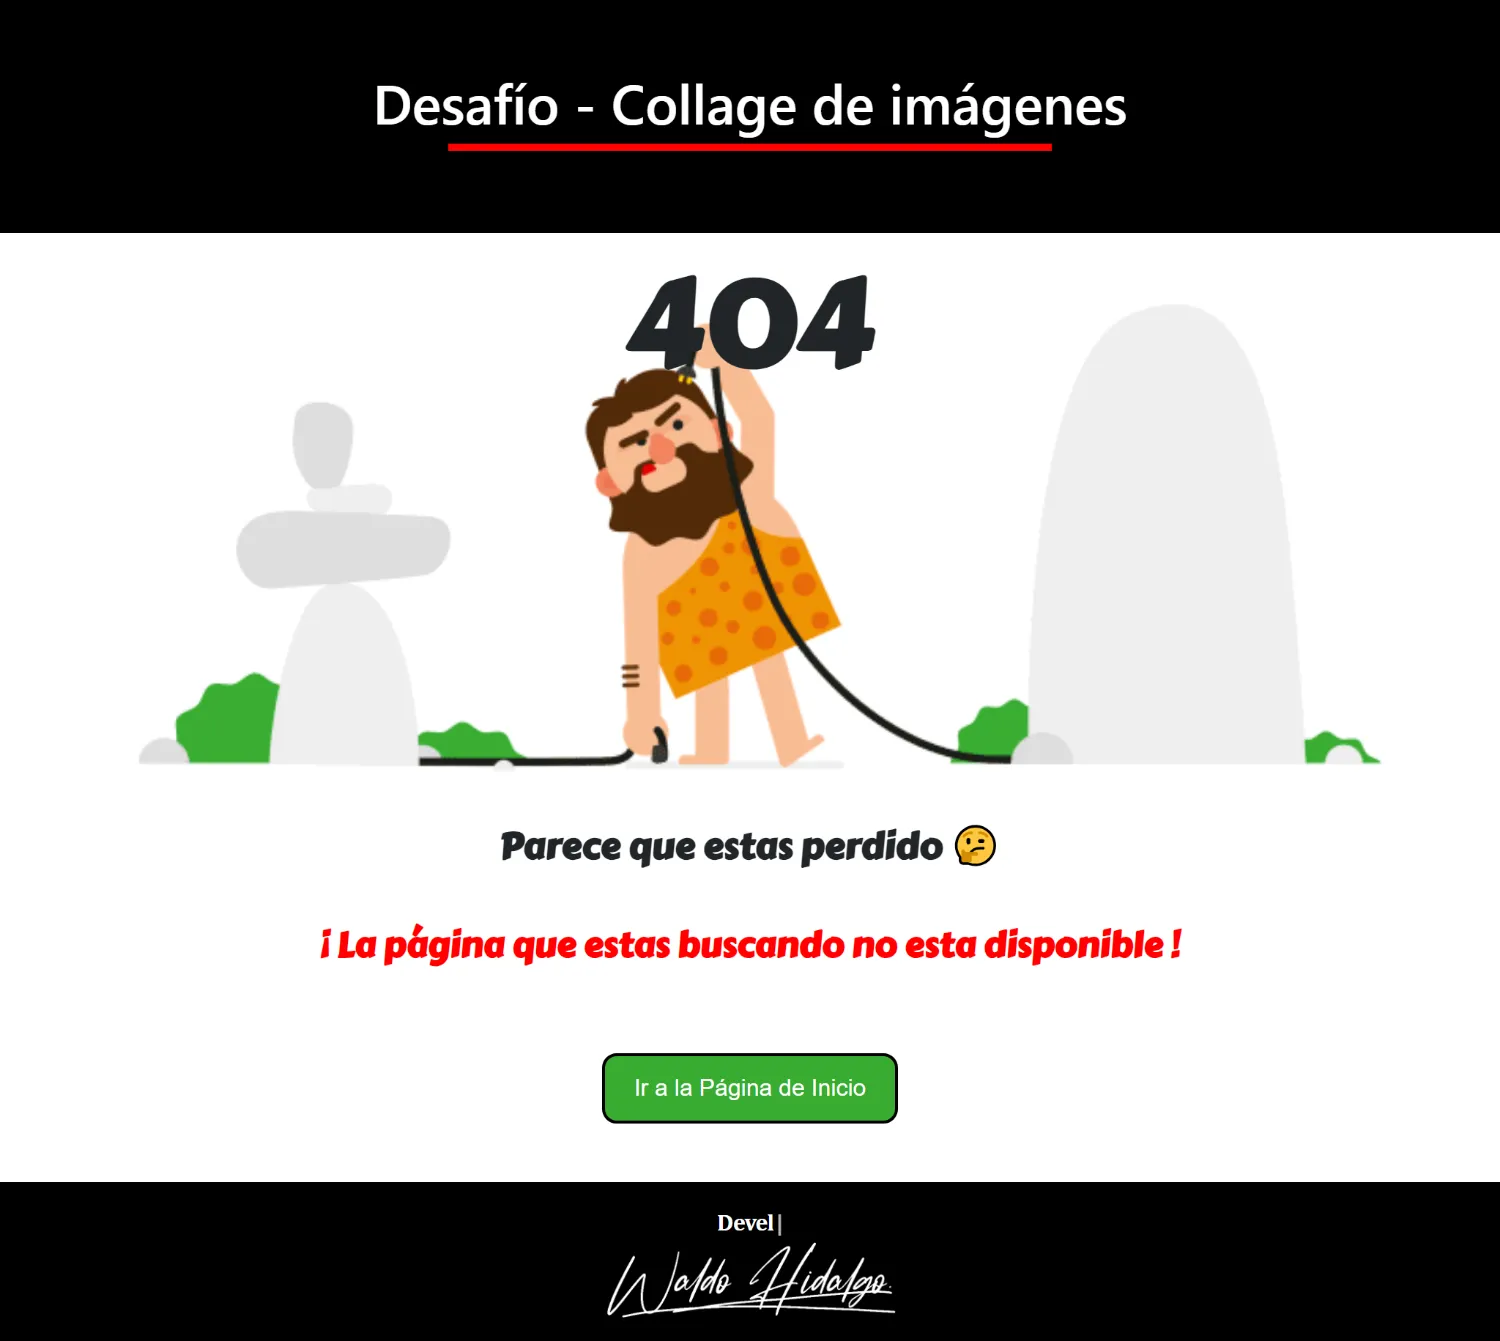 Desafío - Collage de imágenes
404
Parece que estas perdido 🤔
¡ La página que estas buscando no esta disponible !
Ir a la Página de Inicio
Devel|
Waldo Hidalgo.